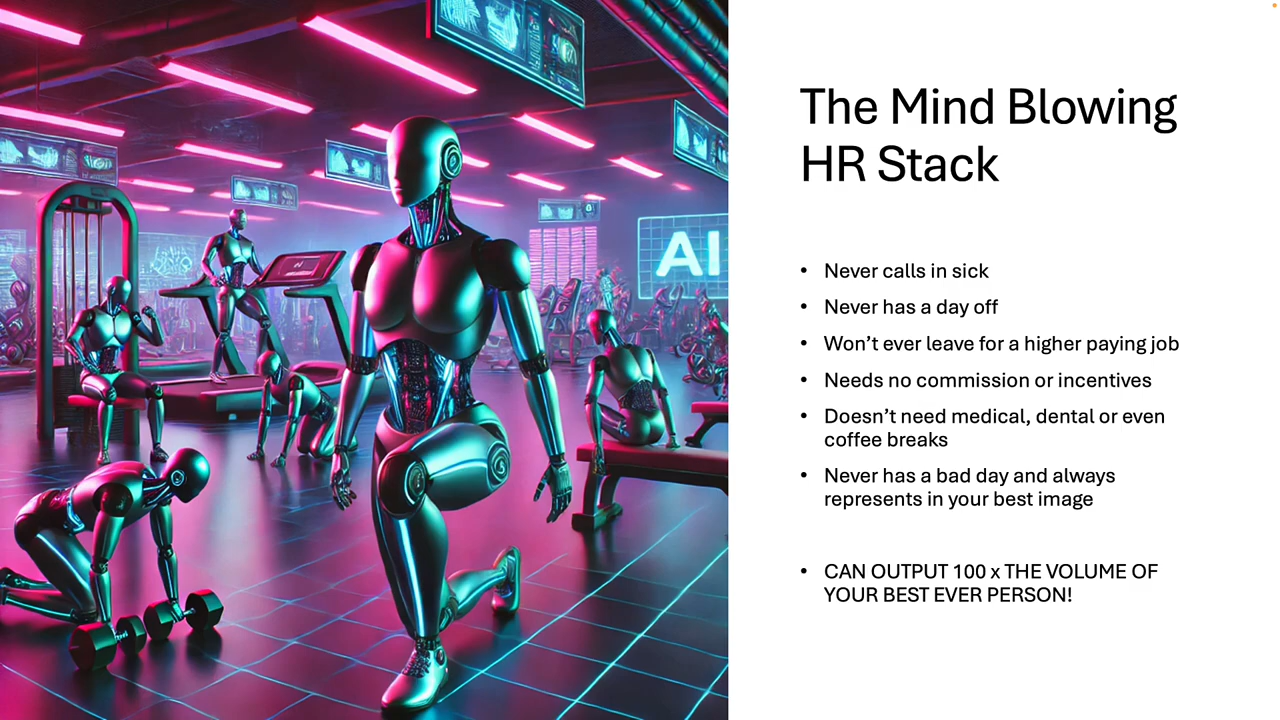 AI
The Mind Blowing
HR Stack
• Never calls in sick
• Never has a day off
• Won’t ever leave for a higher paying job
• Needs no commission or incentives
• Doesn’t need medical, dental or even
coffee breaks
• Never has a bad day and always
represents in your best image
• CAN OUTPUT 100 x THE VOLUME OF
YOUR BEST EVER PERSON!